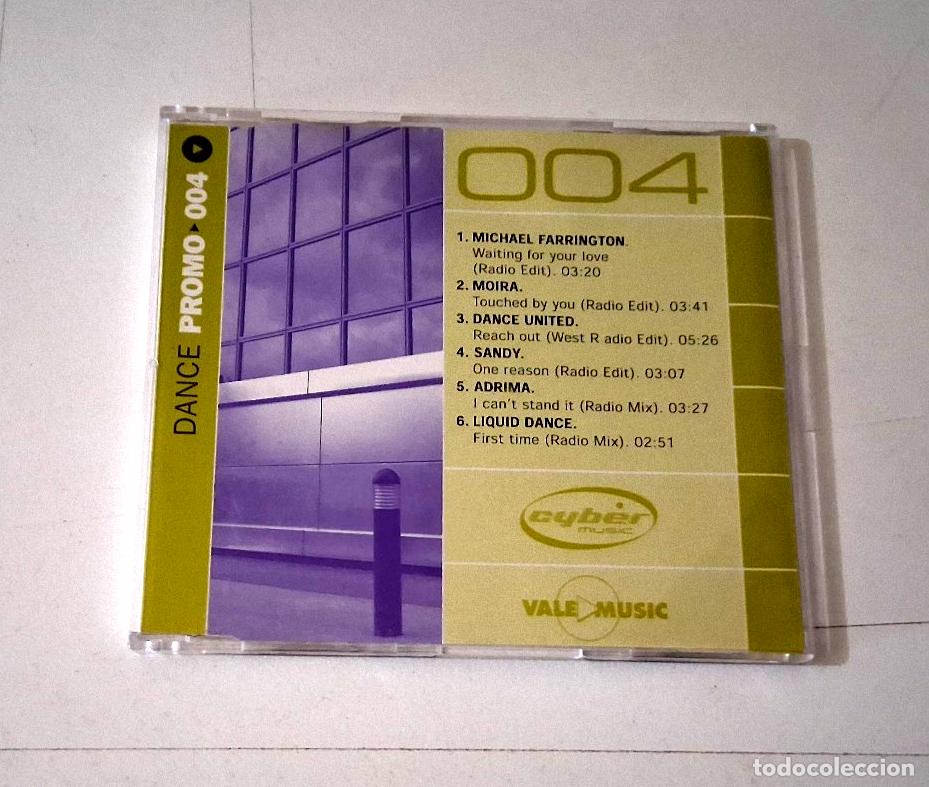 DANCE PROMO 004
004
1. MICHAEL FARRINGTON.
Waiting for your love
(Radio Edit). 03:20
2. MOIRA.
Touched by you (Radio Edit). 03:41
3. DANCE UNITED.
Reach out (West R adio Edit). 05:26
4. SANDY.
One reason (Radio Edit). 03:07
5. ADRIMA.
I can't stand it (Radio Mix). 03:27
6. LIQUID DANCE.
First time (Radio Mix). 02:51
cyber
music
VALE MUSIC
todocoleccion